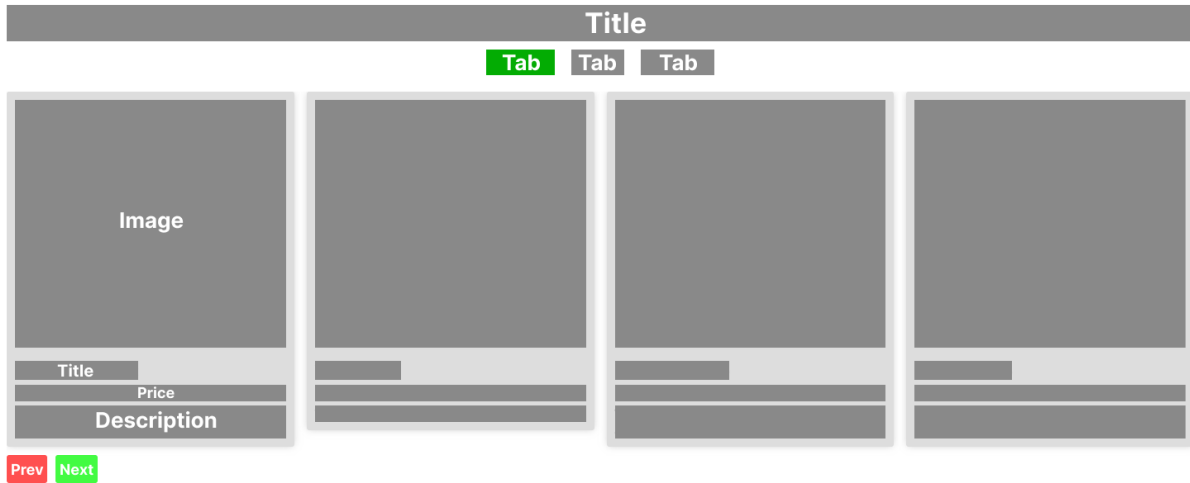 Title
Tab Tab Tab
Image
Title
Price
Description
Prev Next